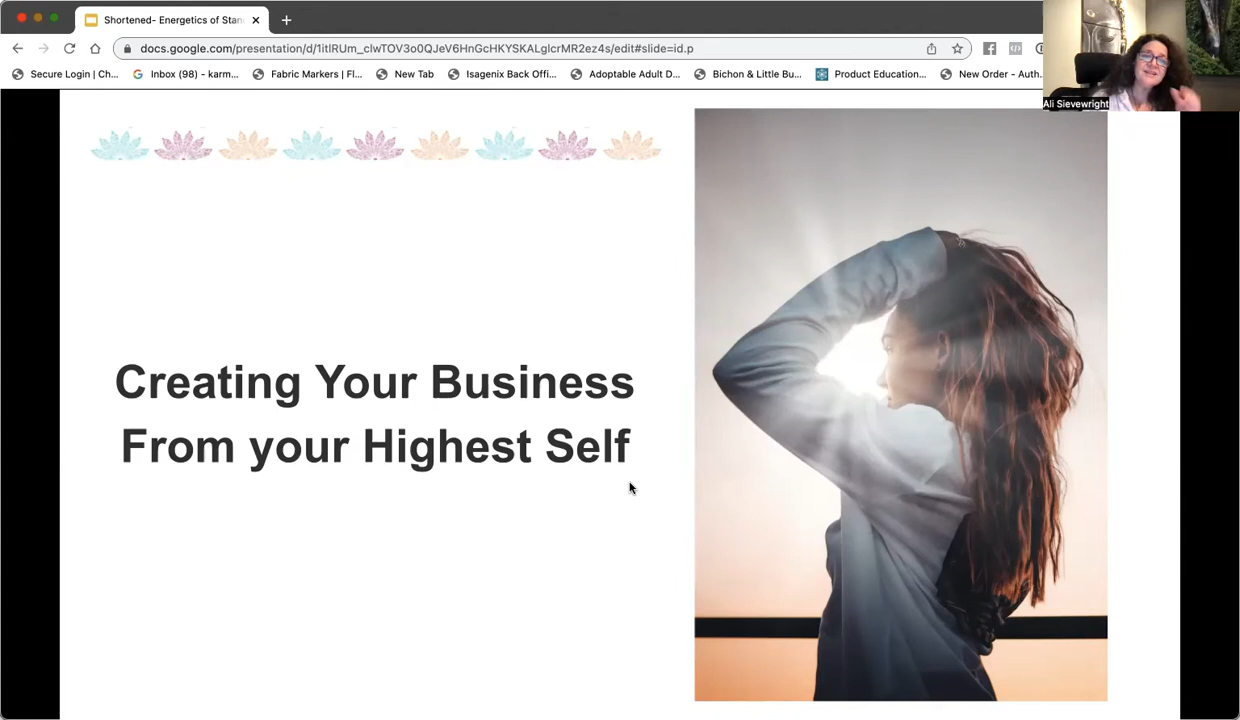 Shortened- Energetics of Stan
docs.google.com/presentation/d/1itIRUm_clwTOV3o0QJeV6HnGcHKYSKALglcrMR2ez4s/edit#slide=id.p
Secure Login | Ch...
Inbox (98) - karm...
Fabric Markers | Fl...
New Tab
Isagenix Back Offi...
Adoptable Adult D...
Bichon & Little Bu...
Product Education...
New Order - Auth.
Ali Sievewright
Creating Your Business
From your Highest Self